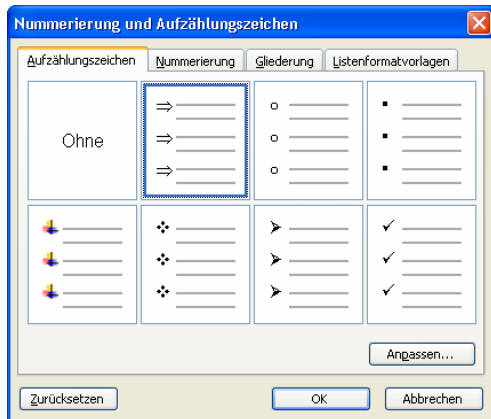 Nummerierung und Aufzählungszeichen
Aufzählungszeichen Nummerierung Gliederung Listenformatvorlagen
Ohne
Anpassen...
Zurücksetzen OK Abbrechen